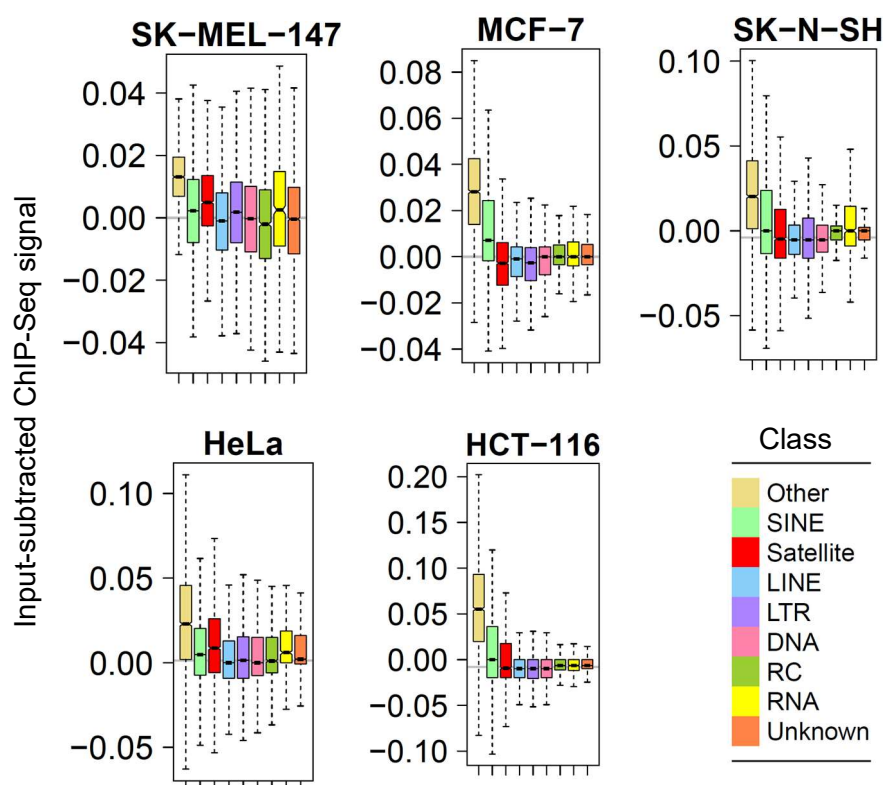 SK−MEL−147
0.04
0.02
0.00
−0.02
−0.04
MCF−7
0.08
0.06
0.04
0.02
0.00
−0.02
−0.04
SK−N−SH
0.10
0.05
0.00
−0.05
Input-subtracted ChIP-Seq signal
HeLa
0.10
0.05
0.00
−0.05
HCT−116
0.20
0.15
0.10
0.05
0.00
−0.05
−0.10
Class
Other
SINE
Satellite
LINE
LTR
DNA
RC
RNA
Unknown